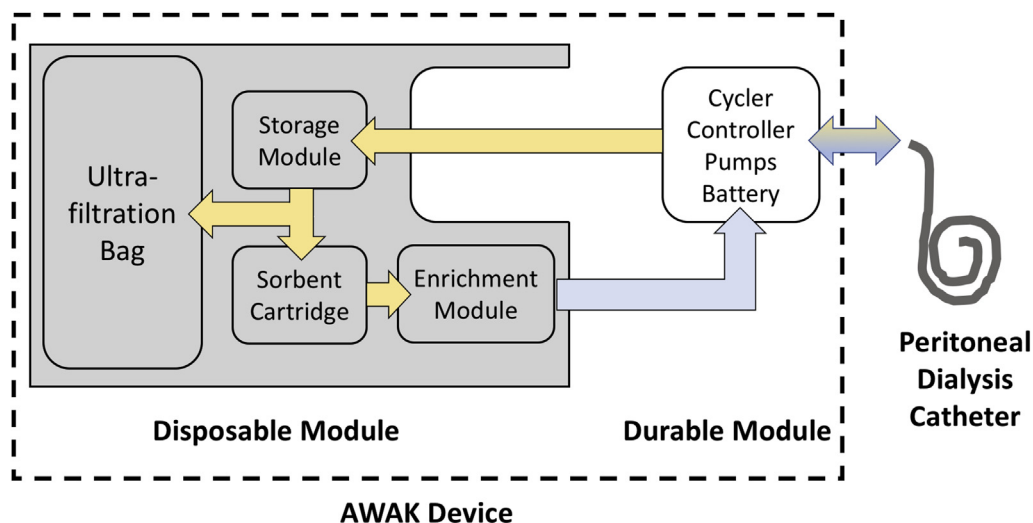 Ultra-
filtration
Bag
Storage
Module
Sorbent
Cartridge
Enrichment
Module
Cycler
Controller
Pumps
Battery
Peritoneal
Dialysis
Catheter
Disposable Module
Durable Module
AWAK Device